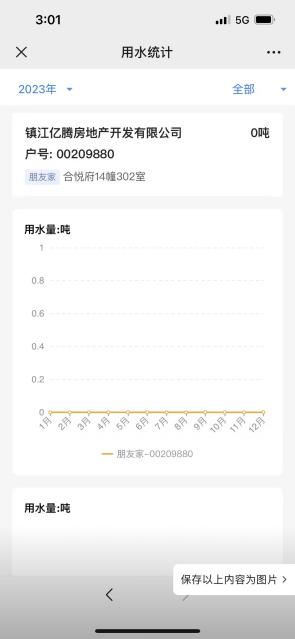 3:01
5G
用水统计
2023年
全部
镇江亿腾房地产开发有限公司
0吨
户号: 00209880
朋友家 合悦府14幢302室
用水量:吨
1
0.8
0.6
0.4
0.2
0
1月 2月 3月 4月 5月 6月 7月 8月 9月 10月 11月 12月
朋友家-00209880
用水量:吨
保存以上内容为图片